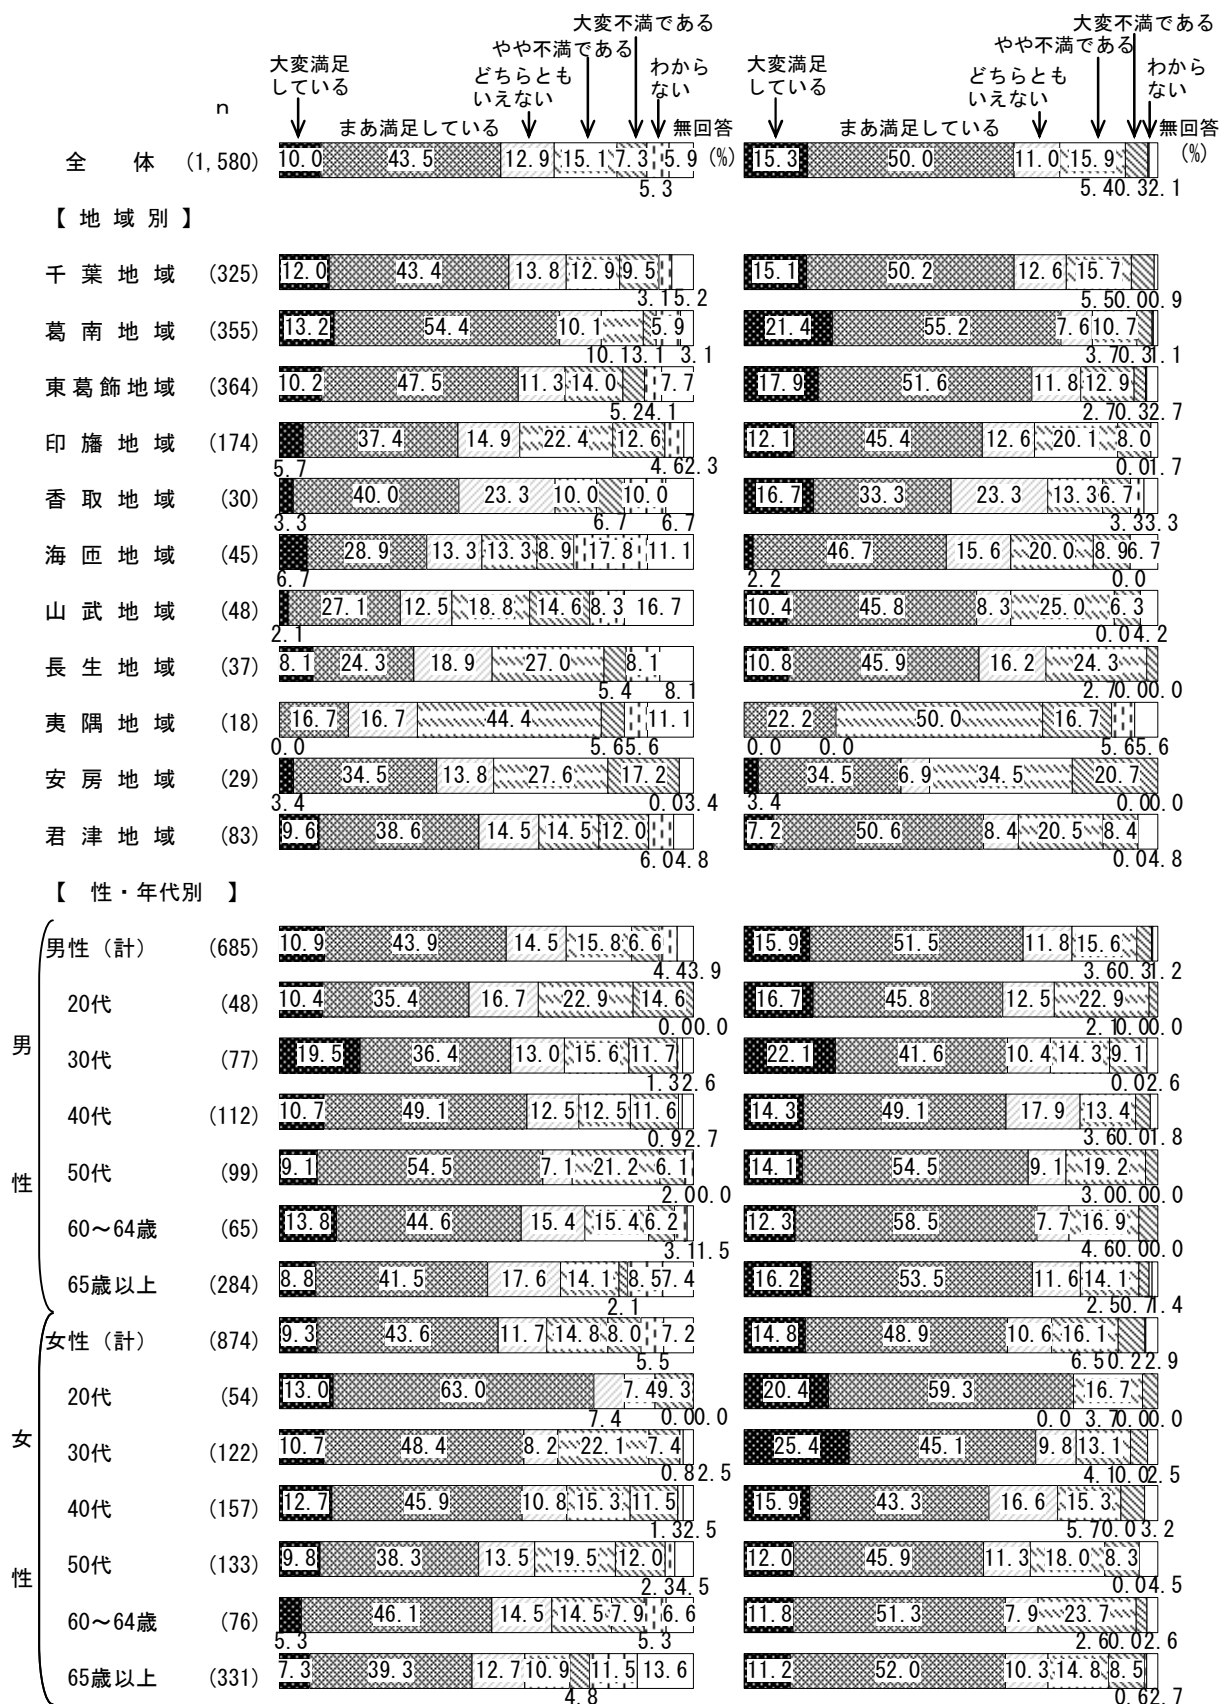 大変不満である 大変不満である
やや不満である やや不満である
大変満足 どちらとも わから 大変満足 どちらとも わから
している いえない ない している いえない ない
n まあ満足している 無回答 まあ満足している 無回答
全 体 (1,580) 10.0 43.5 12.9 15.1 7.3 5.9 (%) 15.3 50.0 11.0 15.9 (%)
5.3 5.4 0.3 2.1
【 地 域 別 】
千 葉 地 域 (325) 12.0 43.4 13.8 12.9 9.5 15.1 50.2 12.6 15.7
3.1 5.2 5.5 0.0 0.9
葛 南 地 域 (355) 13.2 54.4 10.1 5.9 21.4 55.2 7.6 10.7
10.1 3.1 3.1 3.7 0.3 1.1
東葛飾地域 (364) 10.2 47.5 11.3 14.0 7.7 17.9 51.6 11.8 12.9
5.2 4.1 2.7 0.3 2.7
印 旛 地 域 (174) 37.4 14.9 22.4 12.6 12.1 45.4 12.6 20.1 8.0
5.7 4.6 2.3 0.0 1.7
香 取 地 域 (30) 40.0 23.3 10.0 10.0 16.7 33.3 23.3 13.3 6.7
3.3 6.7 6.7 3.3 3.3
海 匝 地 域 (45) 28.9 13.3 13.3 8.9 17.8 11.1 46.7 15.6 20.0 8.9 6.7
6.7 2.2 0.0
山 武 地 域 (48) 27.1 12.5 18.8 14.6 8.3 16.7 10.4 45.8 8.3 25.0 6.3
2.1 0.0 4.2
長 生 地 域 (37) 8.1 24.3 18.9 27.0 8.1 10.8 45.9 16.2 24.3
5.4 8.1 2.7 0.0 0.0
夷 隅 地 域 (18) 16.7 16.7 44.4 11.1 22.2 50.0 16.7
0.0 5.6 5.6 0.0 0.0 5.6 5.6
安 房 地 域 (29) 34.5 13.8 27.6 17.2 34.5 6.9 34.5 20.7
3.4 0.0 3.4 3.4 0.0 0.0
君 津 地 域 (83) 9.6 38.6 14.5 14.5 12.0 7.2 50.6 8.4 20.5 8.4
6.0 4.8 0.0 4.8
【 性・年代別 】
男性（計） (685) 10.9 43.9 14.5 15.8 6.6 15.9 51.5 11.8 15.6
4.4 3.9 3.6 0.3 1.2
20代 (48) 10.4 35.4 16.7 22.9 14.6 16.7 45.8 12.5 22.9
0.0 0.0 2.1 0.0 0.0
男
30代 (77) 19.5 36.4 13.0 15.6 11.7 22.1 41.6 10.4 14.3 9.1
1.3 2.6 0.0 2.6
40代 (112) 10.7 49.1 12.5 12.5 11.6 14.3 49.1 17.9 13.4
0.9 2.7 3.6 0.0 1.8
性
50代 (99) 9.1 54.5 7.1 21.2 6.1 14.1 54.5 9.1 19.2
2.0 0.0 3.0 0.0 0.0
60～64歳 (65) 13.8 44.6 15.4 15.4 6.2 12.3 58.5 7.7 16.9
3.1 1.5 4.6 0.0 0.0
65歳以上 (284) 8.8 41.5 17.6 14.1 8.5 7.4 16.2 53.5 11.6 14.1
2.1 2.5 0.7 1.4
女性（計） (874) 9.3 43.6 11.7 14.8 8.0 7.2 14.8 48.9 10.6 16.1
5.5 6.5 0.2 2.9
20代 (54) 13.0 63.0 7.4 9.3 20.4 59.3 16.7
7.4 0.0 0.0 0.0 3.7 0.0 0.0
女
30代 (122) 10.7 48.4 8.2 22.1 7.4 25.4 45.1 9.8 13.1
0.8 2.5 4.1 0.0 2.5
40代 (157) 12.7 45.9 10.8 15.3 11.5 15.9 43.3 16.6 15.3
1.3 2.5 5.7 0.0 3.2
性
50代 (133) 9.8 38.3 13.5 19.5 12.0 12.0 45.9 11.3 18.0 8.3
2.3 4.5 0.0 4.5
60～64歳 (76) 46.1 14.5 14.5 7.9 6.6 11.8 51.3 7.9 23.7
5.3 5.3 2.6 0.0 2.6
65歳以上 (331) 7.3 39.3 12.7 10.9 11.5 13.6 11.2 52.0 10.3 14.8 8.5
4.8 0.6 2.7